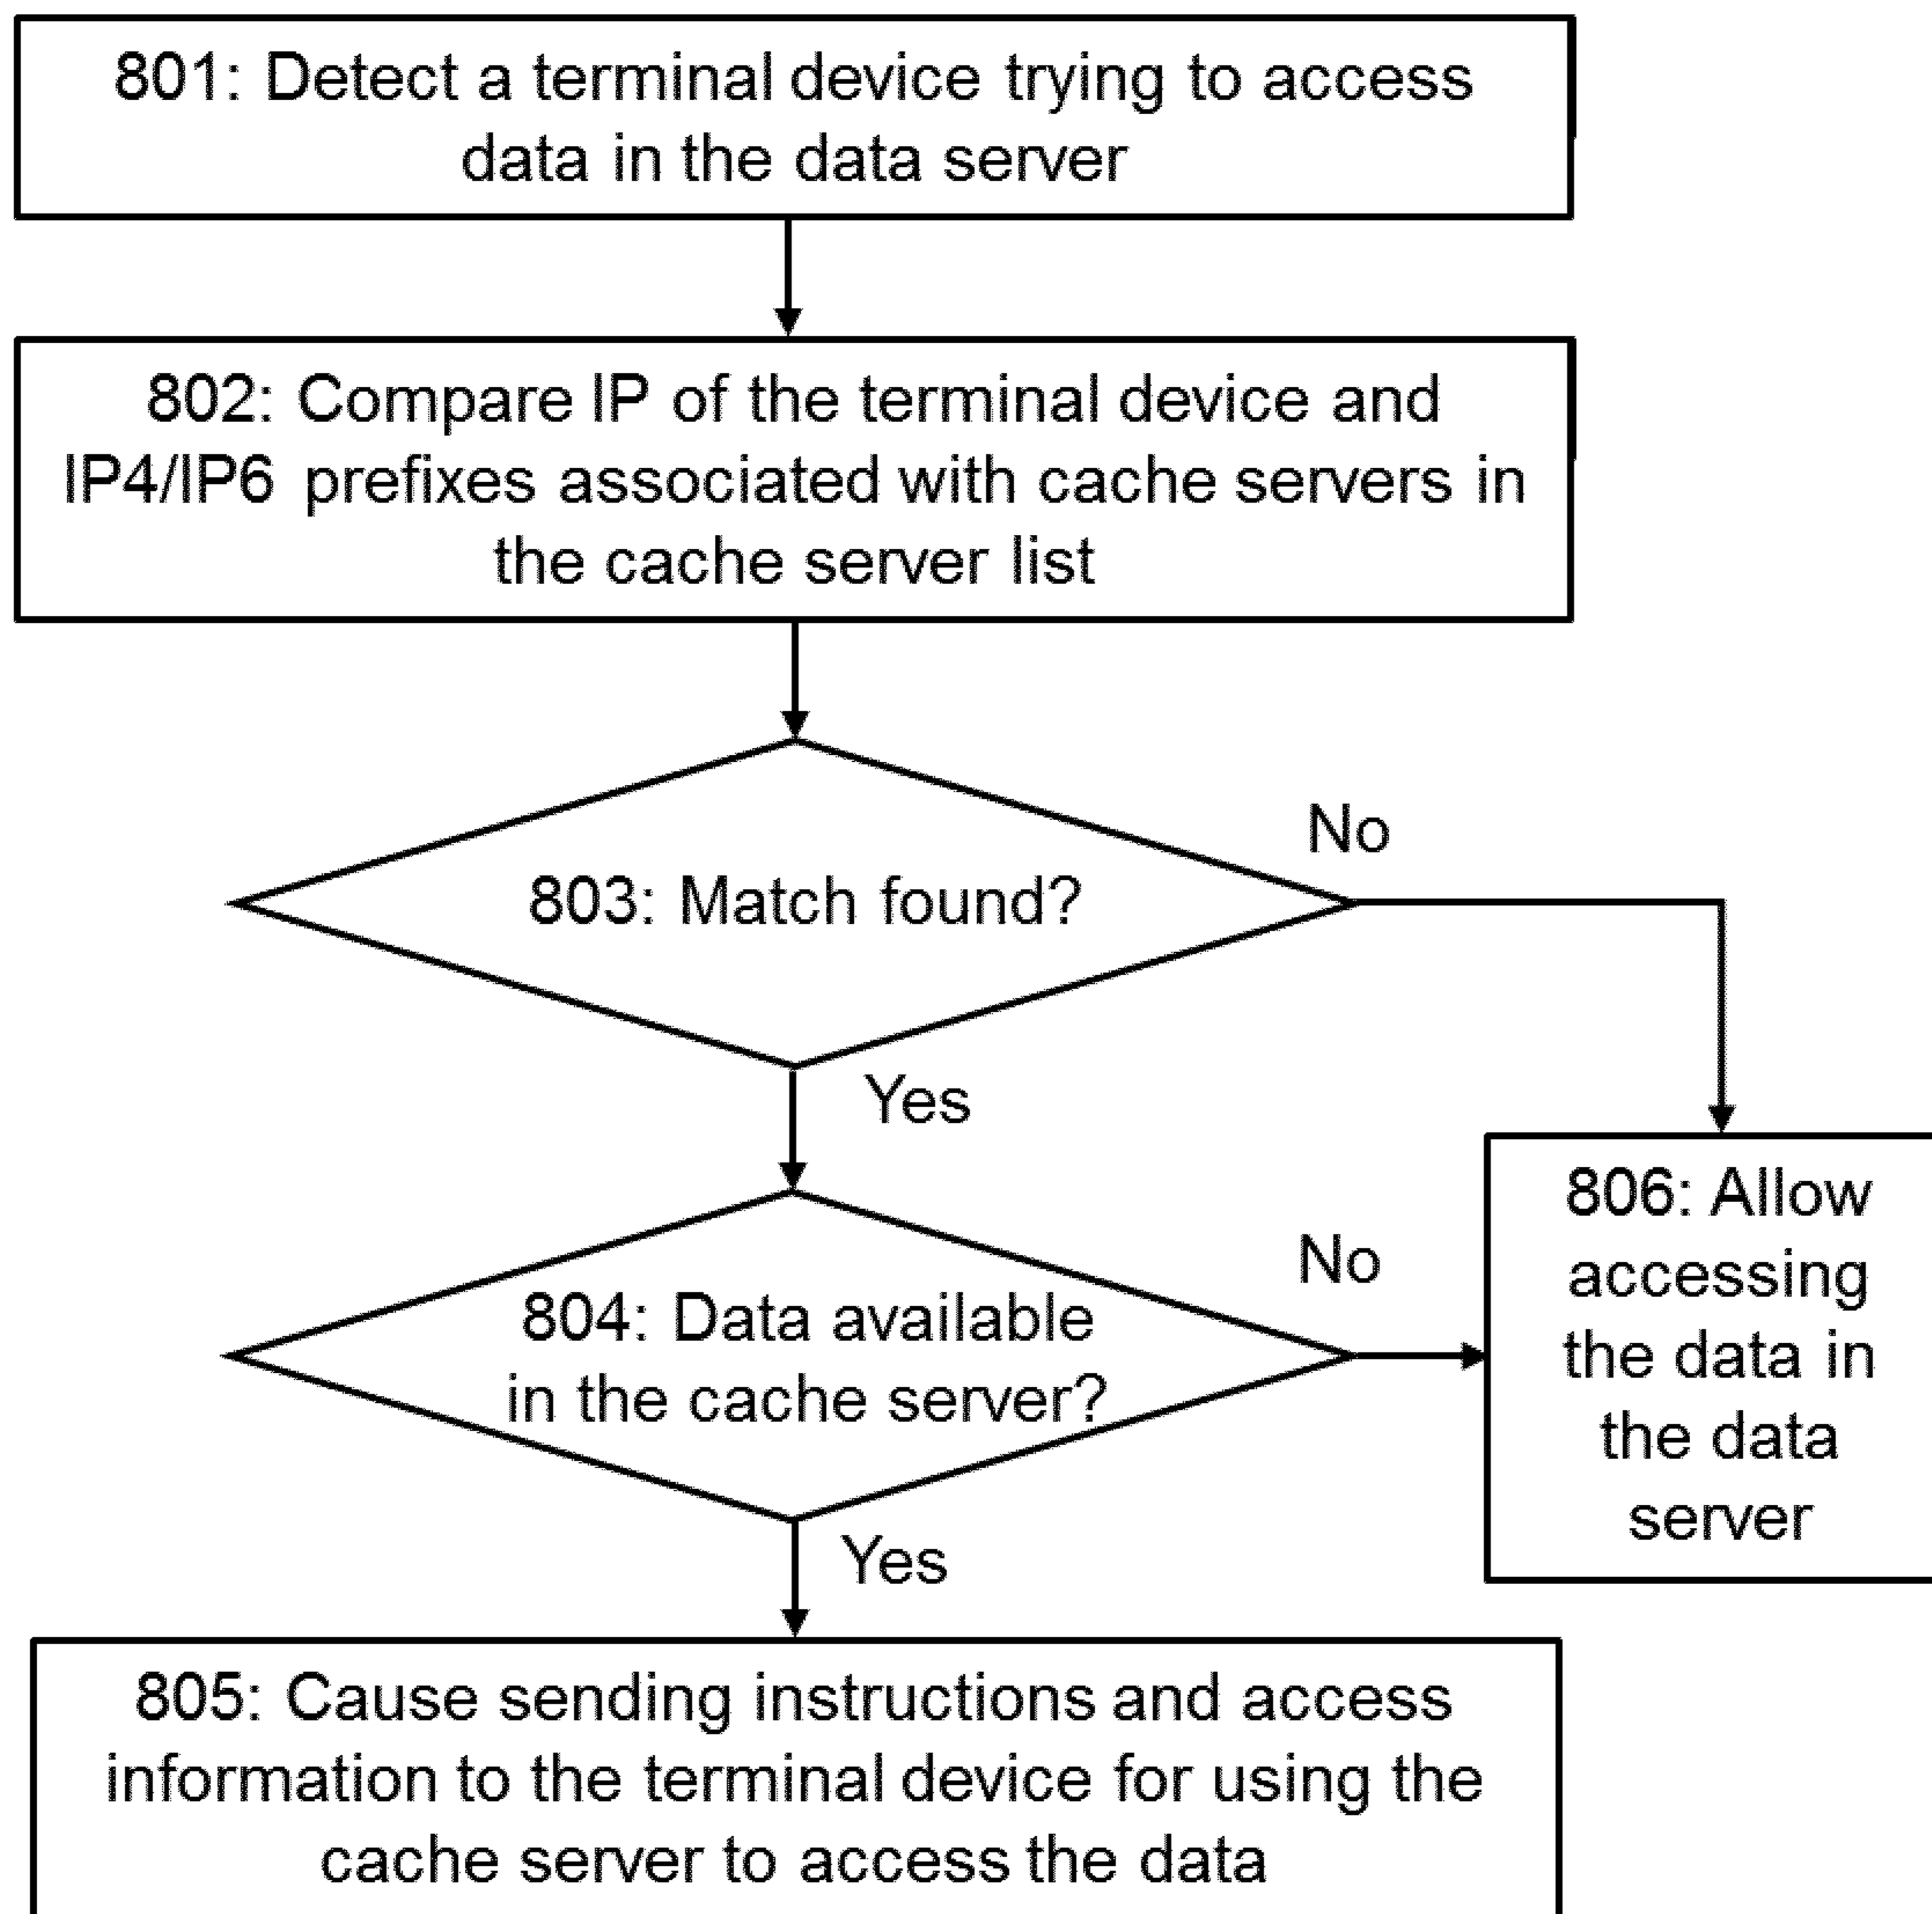 801: Detect a terminal device trying to access
data in the data server
802: Compare IP of the terminal device and
IP4/IP6 prefixes associated with cache servers in
the cache server list
No
803: Match found?
Yes
806: Allow
accessing
the data in
the data
server
No
804: Data available
in the cache server?
Yes
805: Cause sending instructions and access
information to the terminal device for using the
cache server to access the data